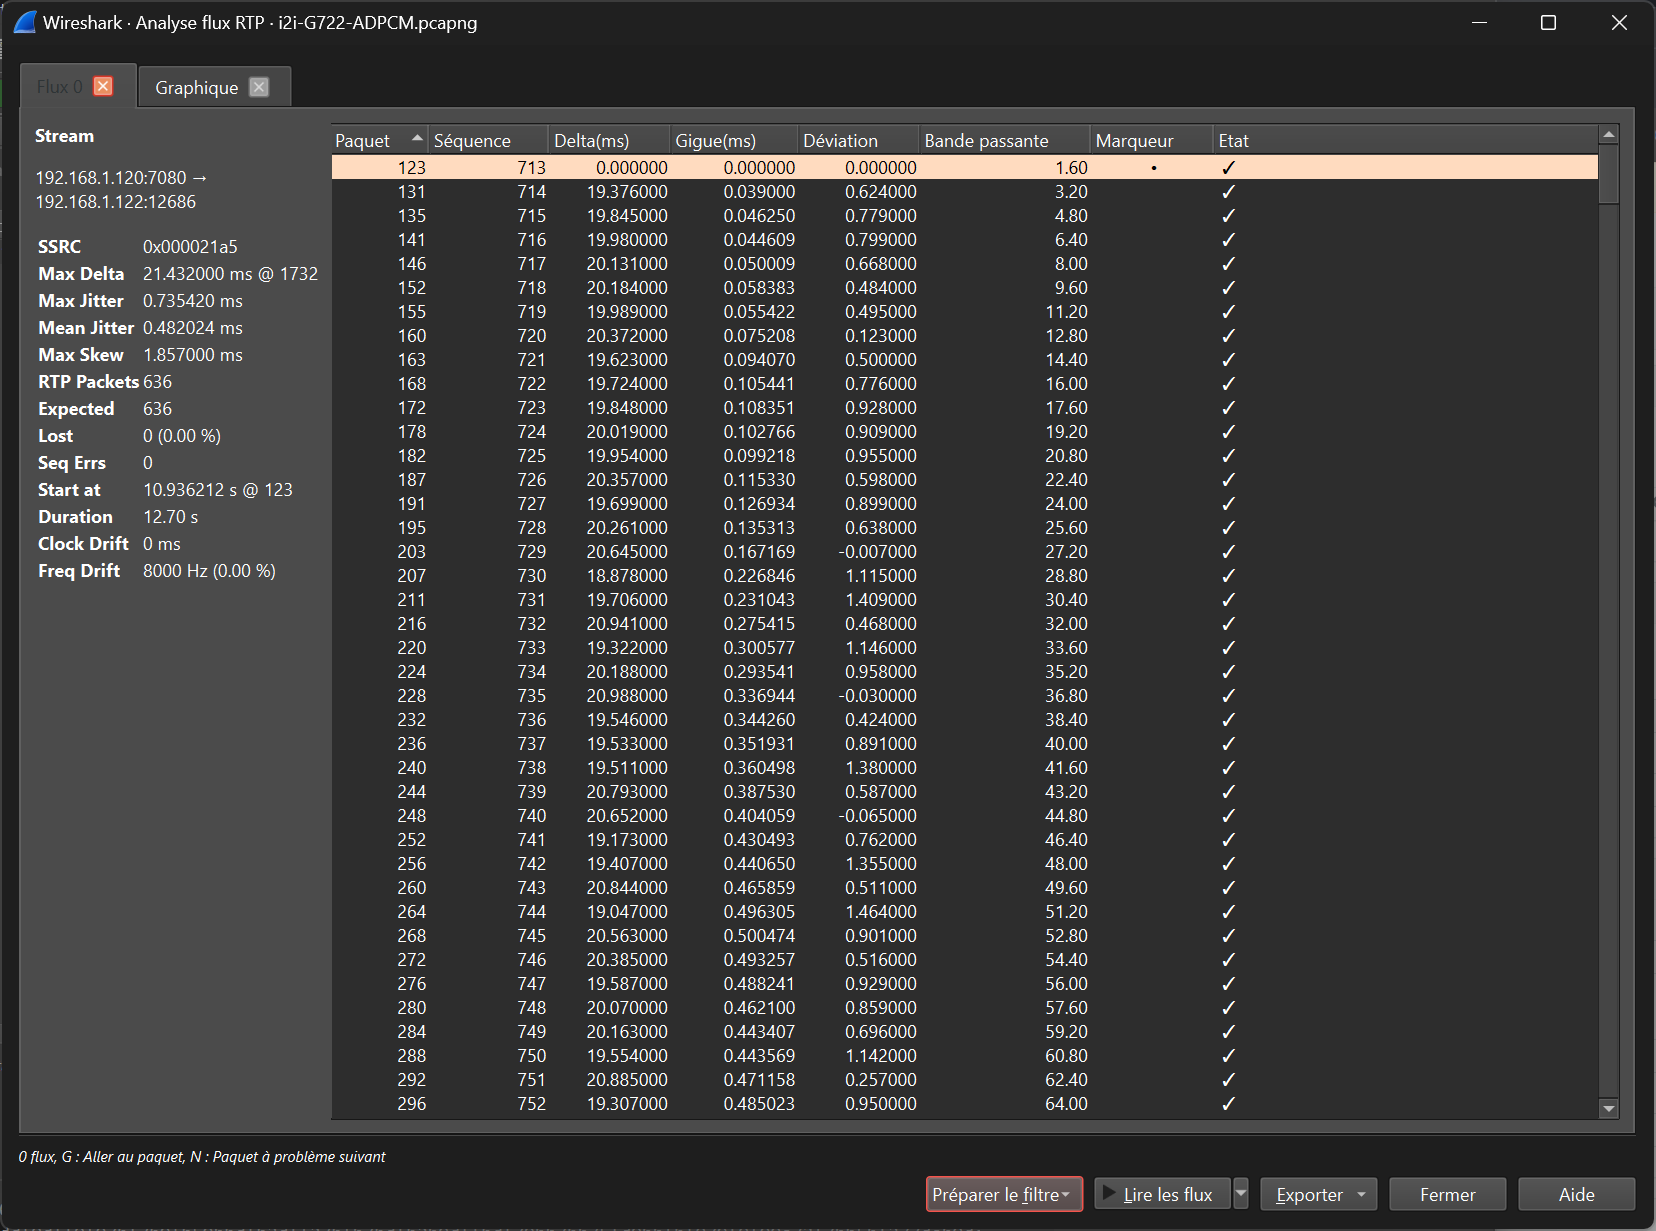 Wireshark · Analyse flux RTP · i2i-G722-ADPCM.pcapng
Flux 0
Graphique
Stream
192.168.1.120:7080 →
192.168.1.122:12686
SSRC 0x000021a5
Max Delta 21.432000 ms @ 1732
Max Jitter 0.735420 ms
Mean Jitter 0.482024 ms
Max Skew 1.857000 ms
RTP Packets 636
Expected 636
Lost 0 (0.00 %)
Seq Errs 0
Start at 10.936212 s @ 123
Duration 12.70 s
Clock Drift 0 ms
Freq Drift 8000 Hz (0.00 %)
Paquet Séquence Delta(ms) Gigue(ms) Déviation Bande passante Marqueur Etat
123 713 0.000000 0.000000 0.000000 1.60 • ✓
131 714 19.376000 0.039000 0.624000 3.20 ✓
135 715 19.845000 0.046250 0.779000 4.80 ✓
141 716 19.980000 0.044609 0.799000 6.40 ✓
146 717 20.131000 0.050009 0.668000 8.00 ✓
152 718 20.184000 0.058383 0.484000 9.60 ✓
155 719 19.989000 0.055422 0.495000 11.20 ✓
160 720 20.372000 0.075208 0.123000 12.80 ✓
163 721 19.623000 0.094070 0.500000 14.40 ✓
168 722 19.724000 0.105441 0.776000 16.00 ✓
172 723 19.848000 0.108351 0.928000 17.60 ✓
178 724 20.019000 0.102766 0.909000 19.20 ✓
182 725 19.954000 0.099218 0.955000 20.80 ✓
187 726 20.357000 0.115330 0.598000 22.40 ✓
191 727 19.699000 0.126934 0.899000 24.00 ✓
195 728 20.261000 0.135313 0.638000 25.60 ✓
203 729 20.645000 0.167169 -0.007000 27.20 ✓
207 730 18.878000 0.226846 1.115000 28.80 ✓
211 731 19.706000 0.231043 1.409000 30.40 ✓
216 732 20.941000 0.275415 0.468000 32.00 ✓
220 733 19.322000 0.300577 1.146000 33.60 ✓
224 734 20.188000 0.293541 0.958000 35.20 ✓
228 735 20.988000 0.336944 -0.030000 36.80 ✓
232 736 19.546000 0.344260 0.424000 38.40 ✓
236 737 19.533000 0.351931 0.891000 40.00 ✓
240 738 19.511000 0.360498 1.380000 41.60 ✓
244 739 20.793000 0.387530 0.587000 43.20 ✓
248 740 20.652000 0.404059 -0.065000 44.80 ✓
252 741 19.173000 0.430493 0.762000 46.40 ✓
256 742 19.407000 0.440650 1.355000 48.00 ✓
260 743 20.844000 0.465859 0.511000 49.60 ✓
264 744 19.047000 0.496305 1.464000 51.20 ✓
268 745 20.563000 0.500474 0.901000 52.80 ✓
272 746 20.385000 0.493257 0.516000 54.40 ✓
276 747 19.587000 0.488241 0.929000 56.00 ✓
280 748 20.070000 0.462100 0.859000 57.60 ✓
284 749 20.163000 0.443407 0.696000 59.20 ✓
288 750 19.554000 0.443569 1.142000 60.80 ✓
292 751 20.885000 0.471158 0.257000 62.40 ✓
296 752 19.307000 0.485023 0.950000 64.00 ✓
0 flux, G : Aller au paquet, N : Paquet à problème suivant
Préparer le filtre
Lire les flux
Exporter
Fermer
Aide